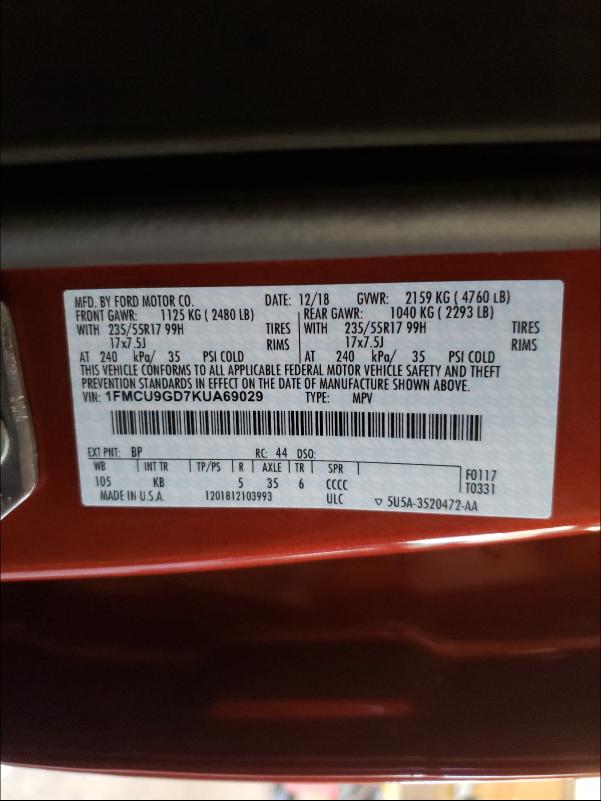 MFD. BY FORD MOTOR CO. DATE: 12/18 GVWR: 2159 KG ( 4760 LB)
FRONT GAWR: 1125 KG ( 2480 LB) REAR GAWR: 1040 KG ( 2293 LB)
WITH 235/55R17 99H TIRES WITH 235/55R17 99H TIRES
17x7.5J RIMS 17x7.5J RIMS
AT 240 kPa/ 35 PSI COLD AT 240 kPa/ 35 PSI COLD
THIS VEHICLE CONFORMS TO ALL APPLICABLE FEDERAL MOTOR VEHICLE SAFETY AND THEFT
PREVENTION STANDARDS IN EFFECT ON THE DATE OF MANUFACTURE SHOWN ABOVE.
VIN: 1FMCU9GD7KUA69029 TYPE: MPV
EXT PNT: BP RC: 44 DSO:
WB INT TR TP/PS R AXLE TR SPR F0117
105 KB 5 35 6 CCCC T0331
MADE IN U.S.A. 1201812103993 ULC ▽ 5U5A-3520472-AA